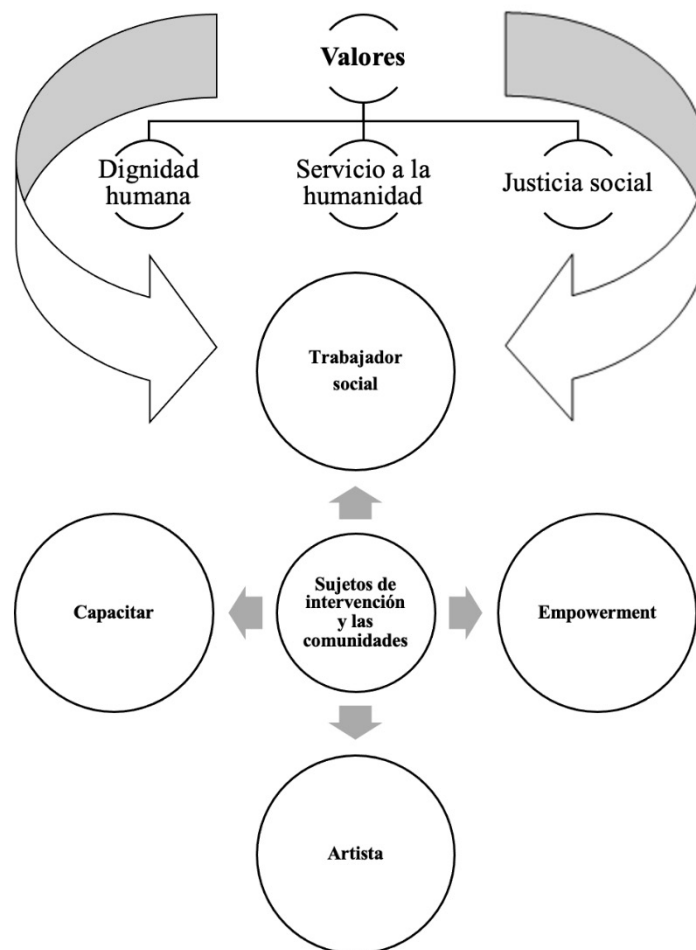 Valores
Dignidad
humana
Servicio a la
humanidad
Justicia social
Trabajador
social
Capacitar
Sujetos de
intervención
y las
comunidades
Empowerment
Artista